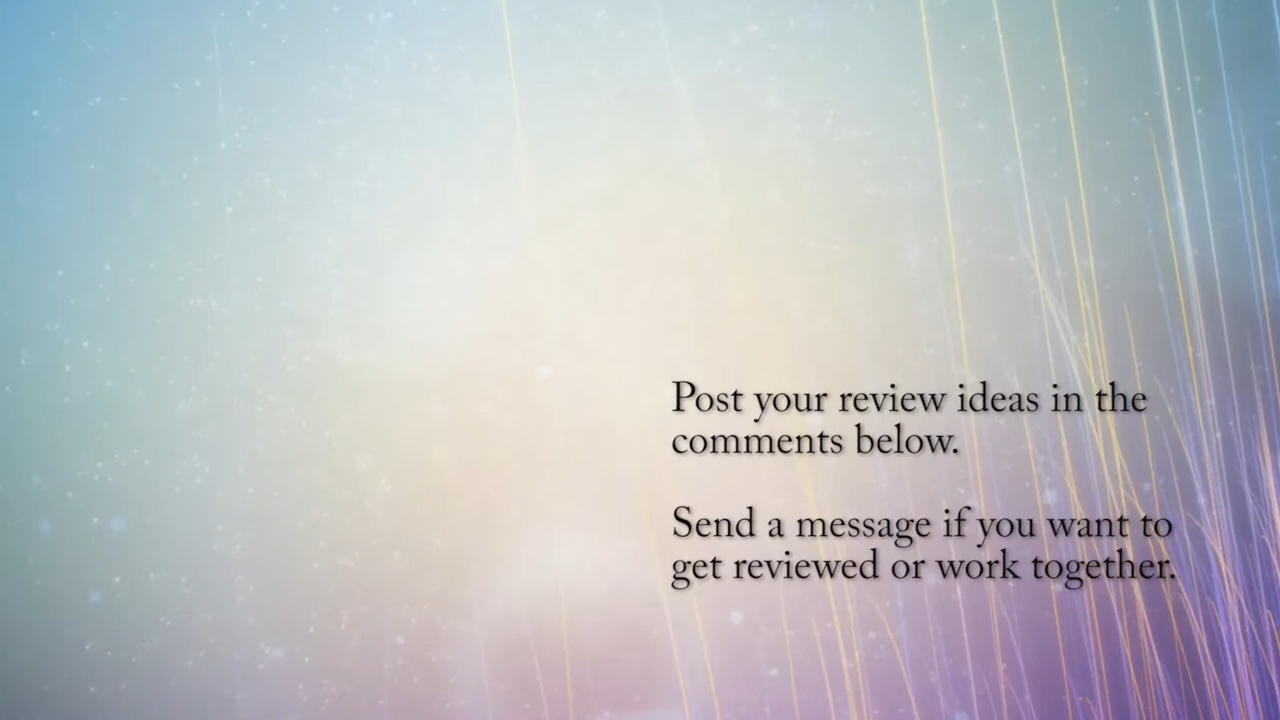 Post your review ideas in the
comments below.
Send a message if you want to
get reviewed or work together.